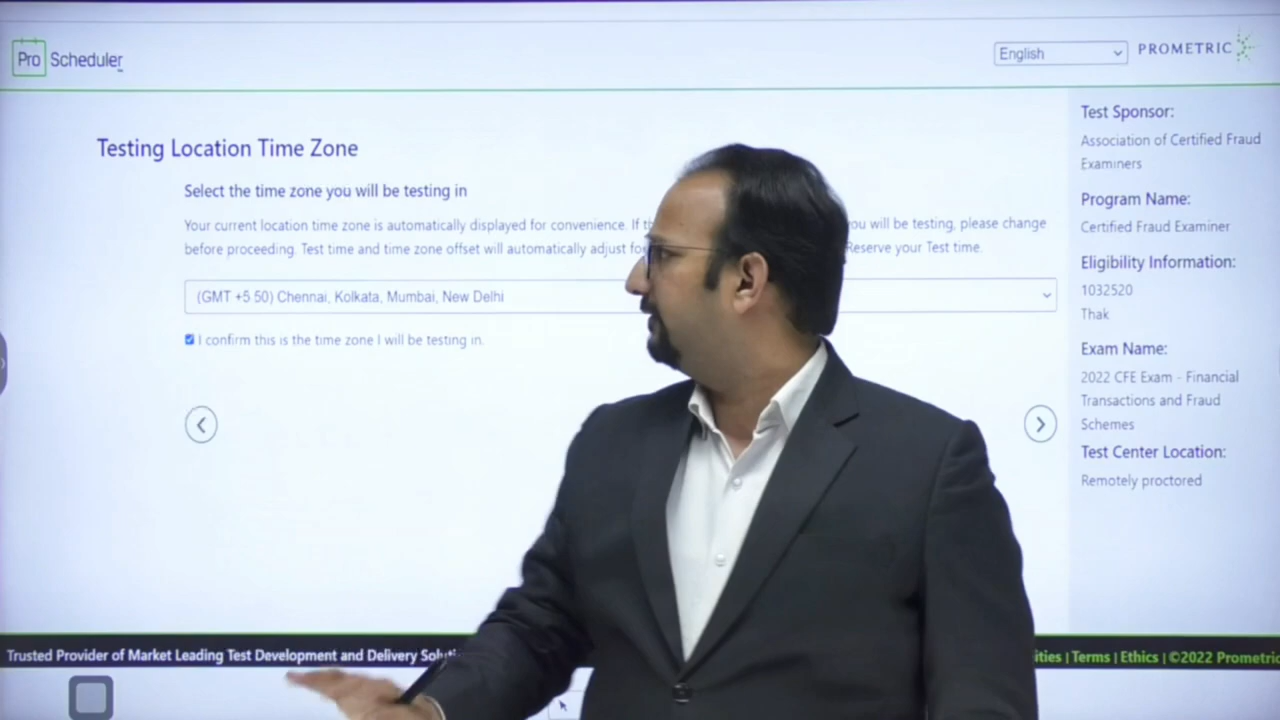 Pro Scheduler
English
PROMETRIC
Testing Location Time Zone
Select the time zone you will be testing in
Your current location time zone is automatically displayed for convenience. If you will be testing, please change
before proceeding. Test time and time zone offset will automatically adjust Reserve your Test time.
(GMT +5 50) Chennai, Kolkata, Mumbai, New Delhi
I confirm this is the time zone I will be testing in.
Test Sponsor:
Association of Certified Fraud
Examiners
Program Name:
Certified Fraud Examiner
Eligibility Information:
1032520
Thak
Exam Name:
2022 CFE Exam - Financial
Transactions and Fraud
Schemes
Test Center Location:
Remotely proctored
Trusted Provider of Market Leading Test Development and Delivery
| Terms | Ethics | ©2022 Prometric